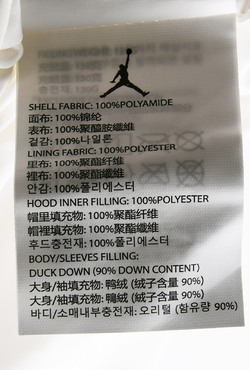 SHELL FABRIC: 100%POLYAMIDE
面布: 100%锦纶
表布: 100%聚醯胺纖維
겉감: 100%나일론
LINING FABRIC: 100%POLYESTER
里布: 100%聚酯纤维
裡布: 100%聚酯纖維
안감: 100%폴리에스터
HOOD INNER FILLING: 100%POLYESTER
帽里填充物: 100%聚酯纤维
帽裡填充物: 100%聚酯纖維
후드충전재: 100%폴리에스터
BODY/SLEEVES FILLING:
DUCK DOWN (90% DOWN CONTENT)
大身/袖填充物: 鸭绒 (绒子含量 90%)
大身/袖填充物: 鴨絨 (絨子含量 90%)
바디/소매내부충전재: 오리털 (함유량 90%)